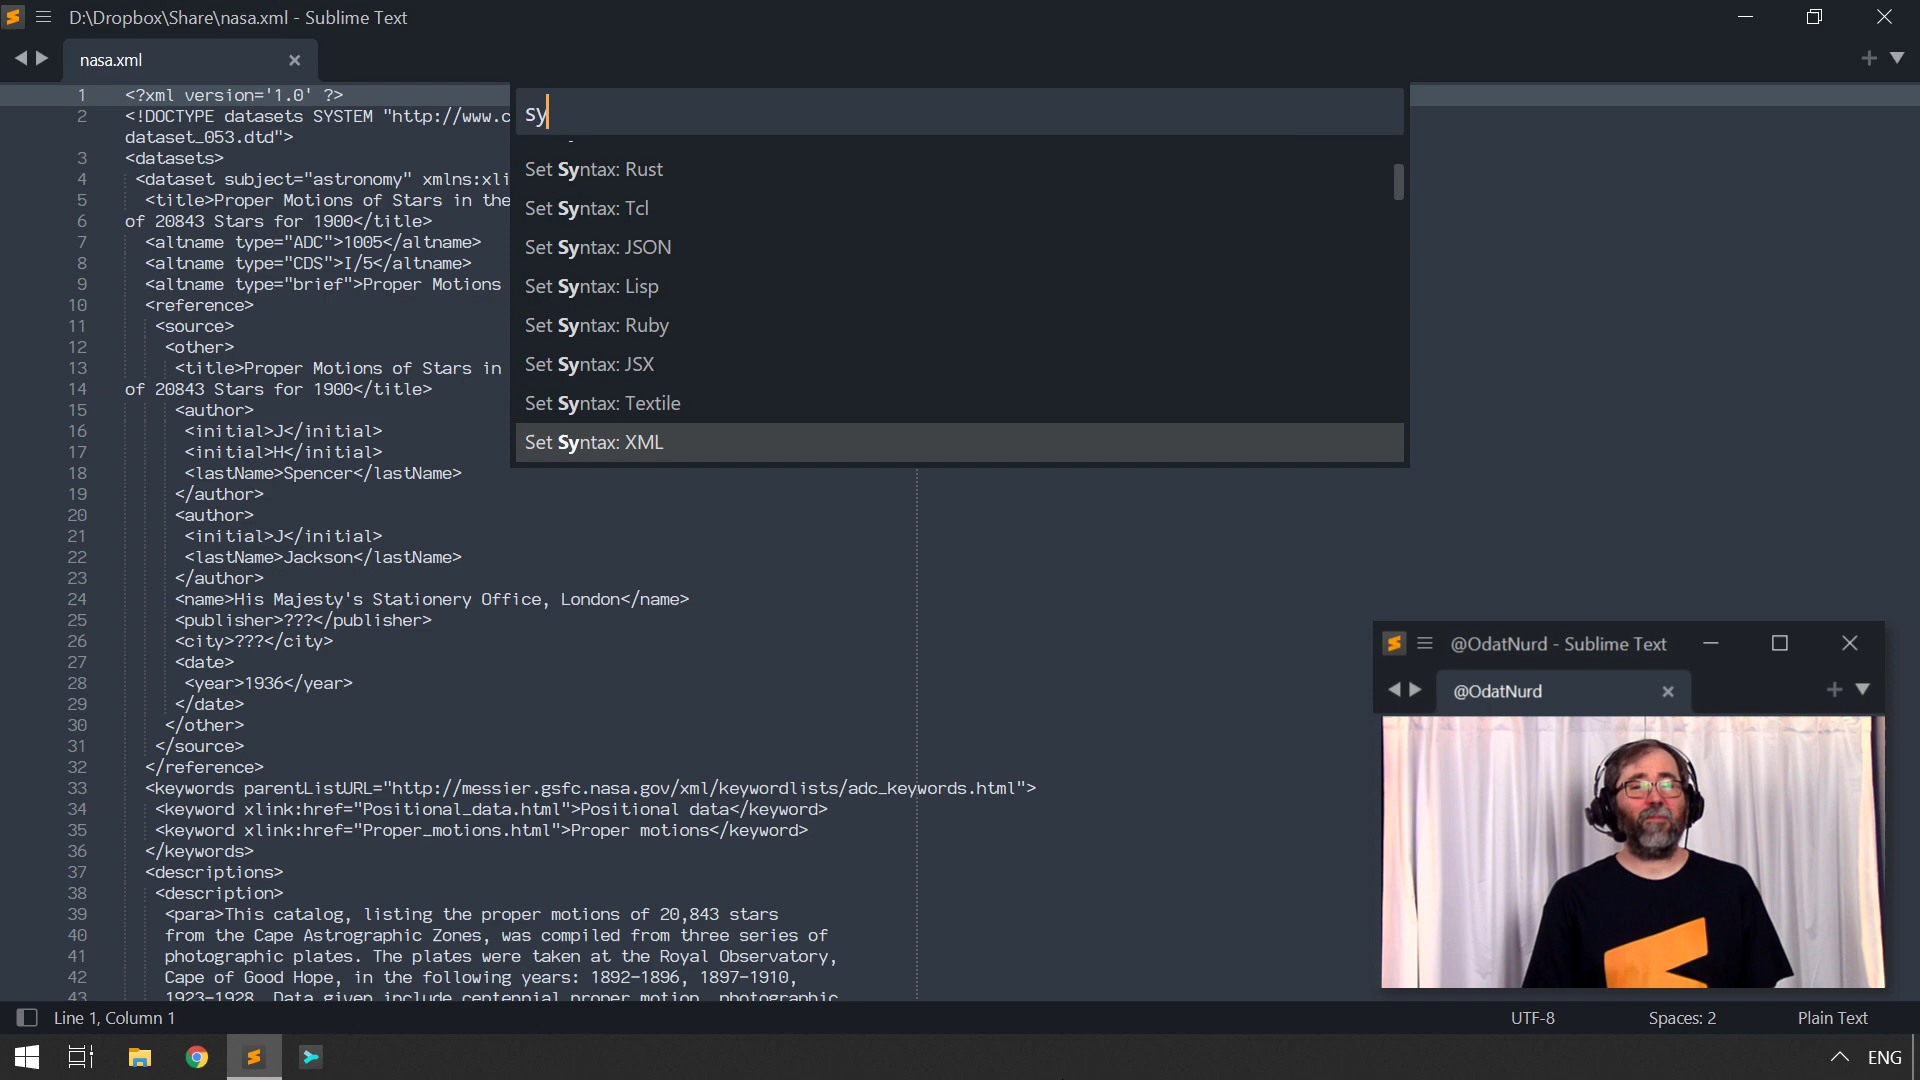 D:\Dropbox\Share\nasa.xml - Sublime Text
nasa.xml
sy
Set Syntax: Rust
Set Syntax: Tcl
Set Syntax: JSON
Set Syntax: Lisp
Set Syntax: Ruby
Set Syntax: JSX
Set Syntax: Textile
Set Syntax: XML
1 <?xml version='1.0' ?>
2 <!DOCTYPE datasets SYSTEM "http://www.c
dataset_053.dtd">
3 <datasets>
4 <dataset subject="astronomy" xmlns:xli
5 <title>Proper Motions of Stars in the
6 of 20843 Stars for 1900</title>
7 <altname type="ADC">1005</altname>
8 <altname type="CDS">I/5</altname>
9 <altname type="brief">Proper Motions
10 <reference>
11 <source>
12 <other>
13 <title>Proper Motions of Stars in
14 of 20843 Stars for 1900</title>
15 <author>
16 <initial>J</initial>
17 <initial>H</initial>
18 <lastName>Spencer</lastName>
19 </author>
20 <author>
21 <initial>J</initial>
22 <lastName>Jackson</lastName>
23 </author>
24 <name>His Majesty's Stationery Office, London</name>
25 <publisher>???</publisher>
26 <city>???</city>
27 <date>
28 <year>1936</year>
29 </date>
30 </other>
31 </source>
32 </reference>
33 <keywords parentListURL="http://messier.gsfc.nasa.gov/xml/keywordlists/adc_keywords.html">
34 <keyword xlink:href="Positional_data.html">Positional data</keyword>
35 <keyword xlink:href="Proper_motions.html">Proper motions</keyword>
36 </keywords>
37 <descriptions>
38 <description>
39 <para>This catalog, listing the proper motions of 20,843 stars
40 from the Cape Astrographic Zones, was compiled from three series of
41 photographic plates. The plates were taken at the Royal Observatory,
42 Cape of Good Hope, in the following years: 1892-1896, 1897-1910,
43 1923-1928. Data given include centennial proper motion, photographic
@OdatNurd - Sublime Text
@OdatNurd
Line 1, Column 1
UTF-8
Spaces: 2
Plain Text
ENG